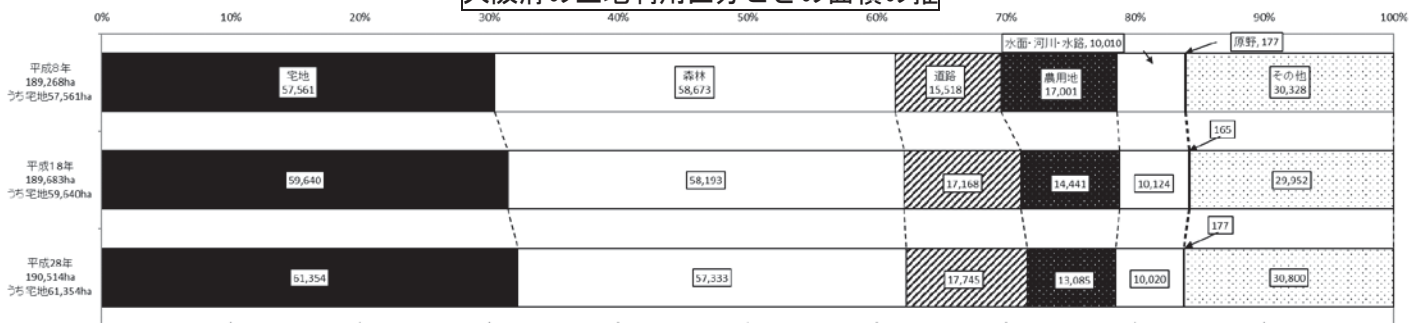 0%
10%
20%
30%
40%
50%
60%
70%
80%
90%
100%
水面・河川・水路, 10,010
原野, 177
平成8年
189,268ha
うち宅地57,561ha
宅地
57,561
森林
58,673
道路
15,518
農用地
17,001
その他
30,328
165
平成18年
189,683ha
うち宅地59,640ha
59,640
58,193
17,168
14,441
10,124
29,952
177
平成28年
190,514ha
うち宅地61,354ha
61,354
57,333
17,745
13,085
10,020
30,800